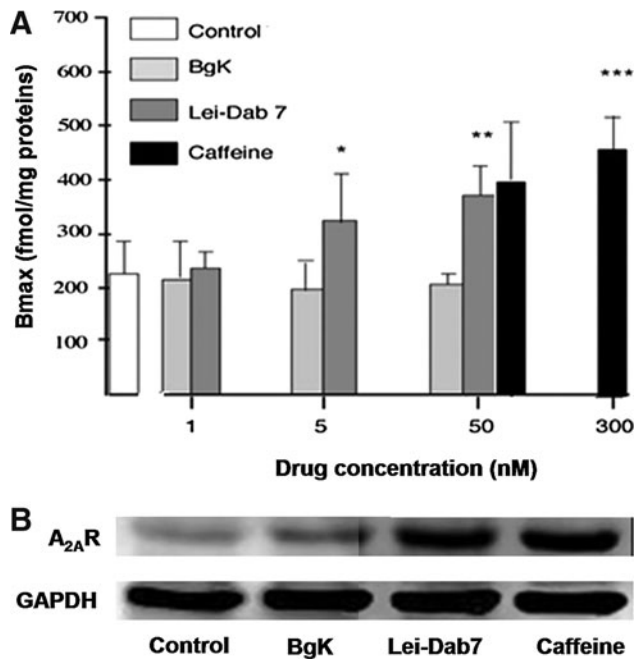 A
Bmax (fmol/mg proteins)
700
600
500
400
300
200
100
Control
BgK
Lei-Dab 7
Caffeine
*
**
***
1
5
50
300
Drug concentration (nM)
B
A2AR
GAPDH
Control
BgK
Lei-Dab7
Caffeine